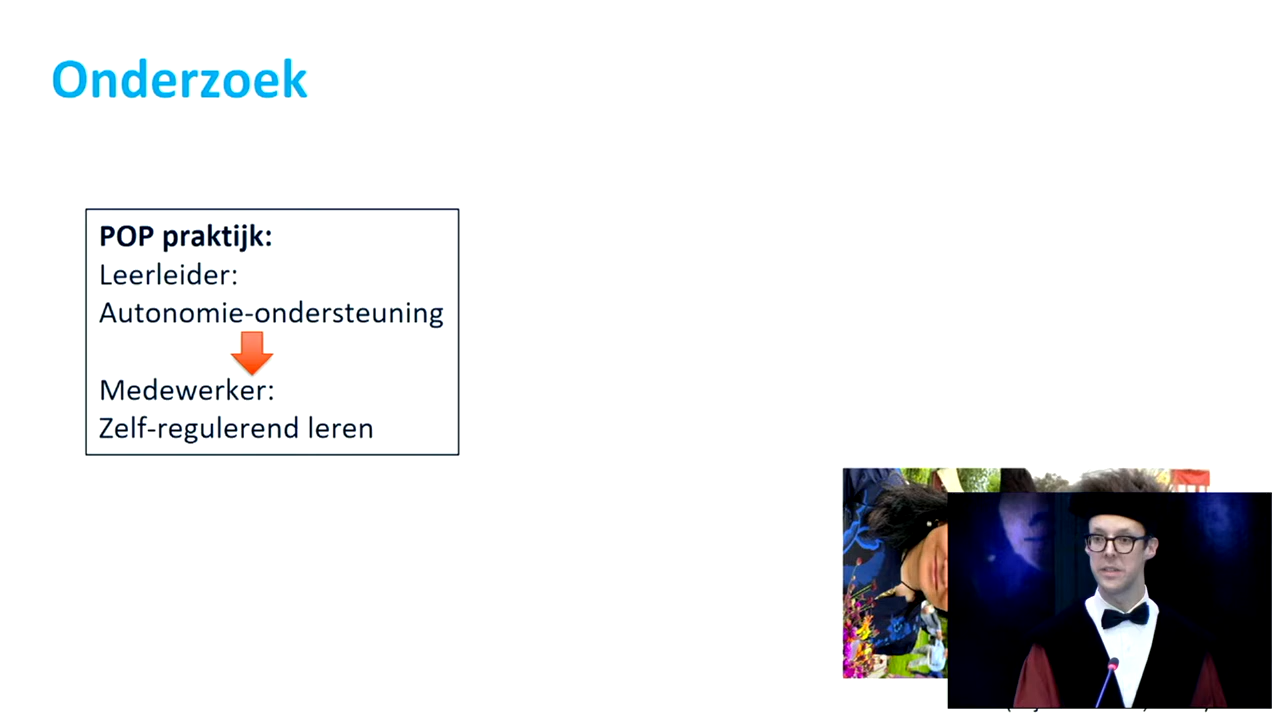 Onderzoek
POP praktijk:
Leerleider:
Autonomie-ondersteuning
Medewerker:
Zelf-regulerend leren